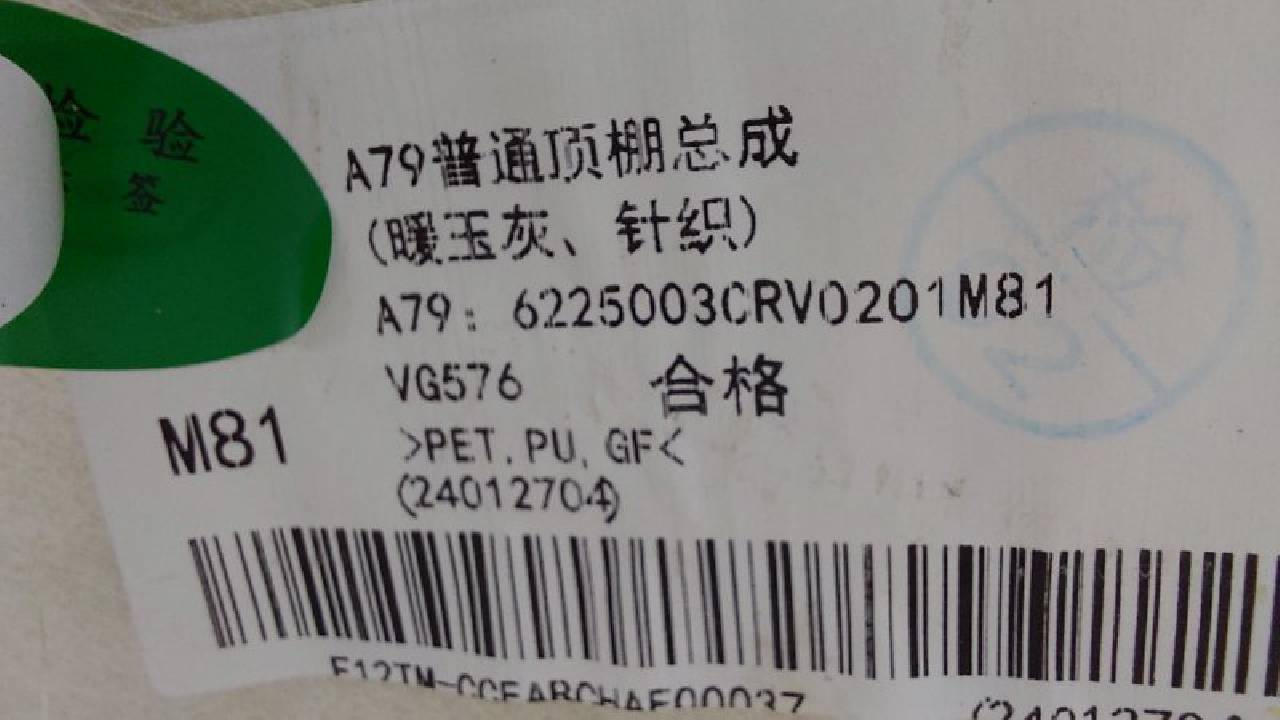 检验
签
A79普通顶棚总成
(暖玉灰、针织)
A79: 6225003CRV0201M81
VG576 合格
M81
>PET, PU, GF<
(24012704)